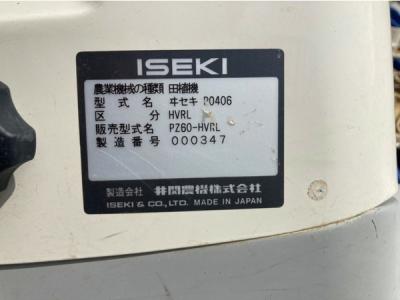 ISEKI
農業機械の種類 田植機
型式名 ヰセキ P0406
区分 HVRL
販売型式名 PZ60-HVRL
製造番号 000347
製造会社 井関農機株式会社
ISEKI & CO., LTD. MADE IN JAPAN